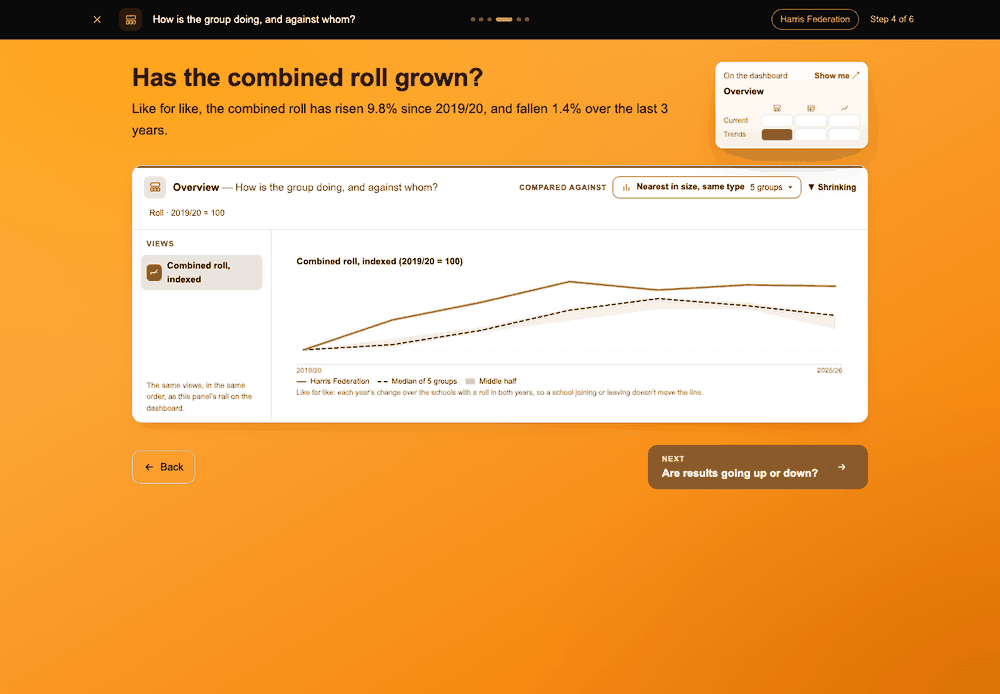 How is the group doing, and against whom?
Harris Federation
Step 4 of 6
Has the combined roll grown?
Like for like, the combined roll has risen 9.8% since 2019/20, and fallen 1.4% over the last 3
years.
On the dashboard
Show me
Overview
Current
Trends
Overview — How is the group doing, and against whom?
COMPARED AGAINST
Nearest in size, same type 5 groups
▼ Shrinking
Roll · 2019/20 = 100
VIEWS
Combined roll,
indexed
The same views, in the same
order, as this panel's rail on the
dashboard.
Combined roll, indexed (2019/20 = 100)
2019/20
2025/26
Harris Federation
Median of 5 groups
Middle half
Like for like: each year's change over the schools with a roll in both years, so a school joining or leaving doesn't move the line.
← Back
NEXT
Are results going up or down? →